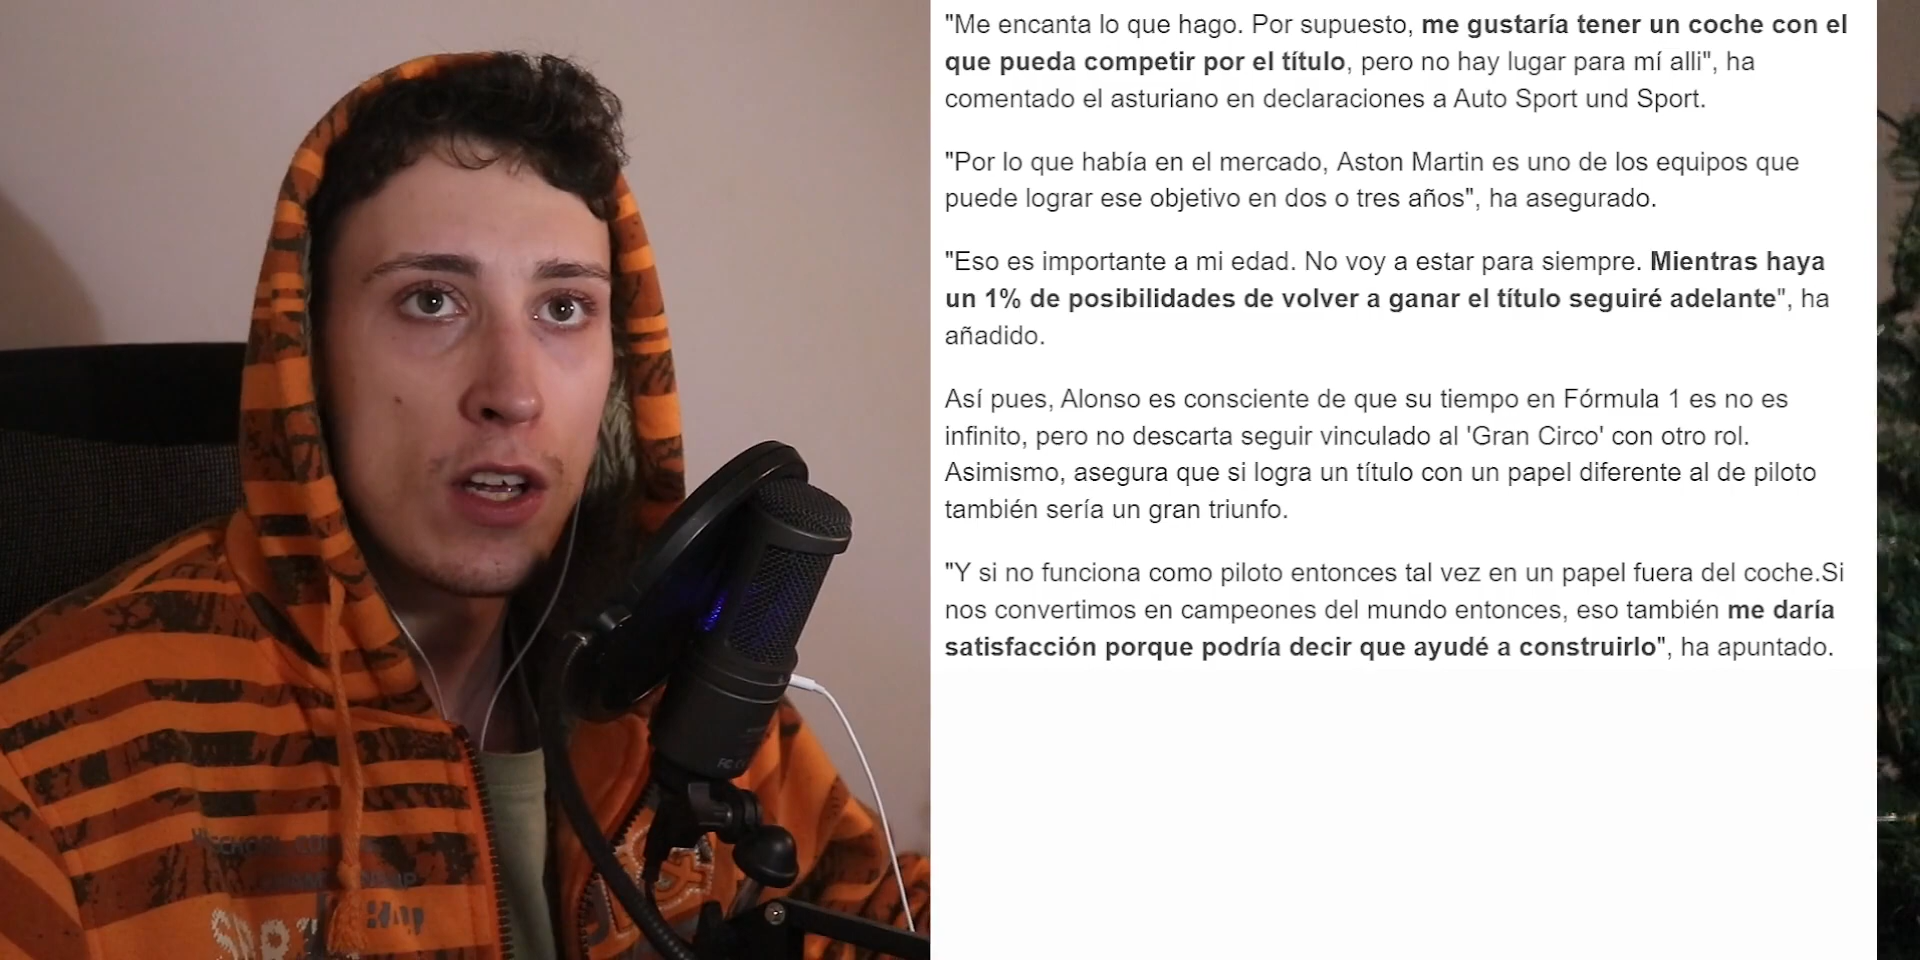 "Me encanta lo que hago. Por supuesto, me gustaría tener un coche con el
que pueda competir por el título, pero no hay lugar para mí alli", ha
comentado el asturiano en declaraciones a Auto Sport und Sport.
"Por lo que había en el mercado, Aston Martin es uno de los equipos que
puede lograr ese objetivo en dos o tres años", ha asegurado.
"Eso es importante a mi edad. No voy a estar para siempre. Mientras haya
un 1% de posibilidades de volver a ganar el título seguiré adelante", ha
añadido.
Así pues, Alonso es consciente de que su tiempo en Fórmula 1 es no es
infinito, pero no descarta seguir vinculado al 'Gran Circo' con otro rol.
Asimismo, asegura que si logra un título con un papel diferente al de piloto
también sería un gran triunfo.
"Y si no funciona como piloto entonces tal vez en un papel fuera del coche.Si
nos convertimos en campeones del mundo entonces, eso también me daría
satisfacción porque podría decir que ayudé a construirlo", ha apuntado.